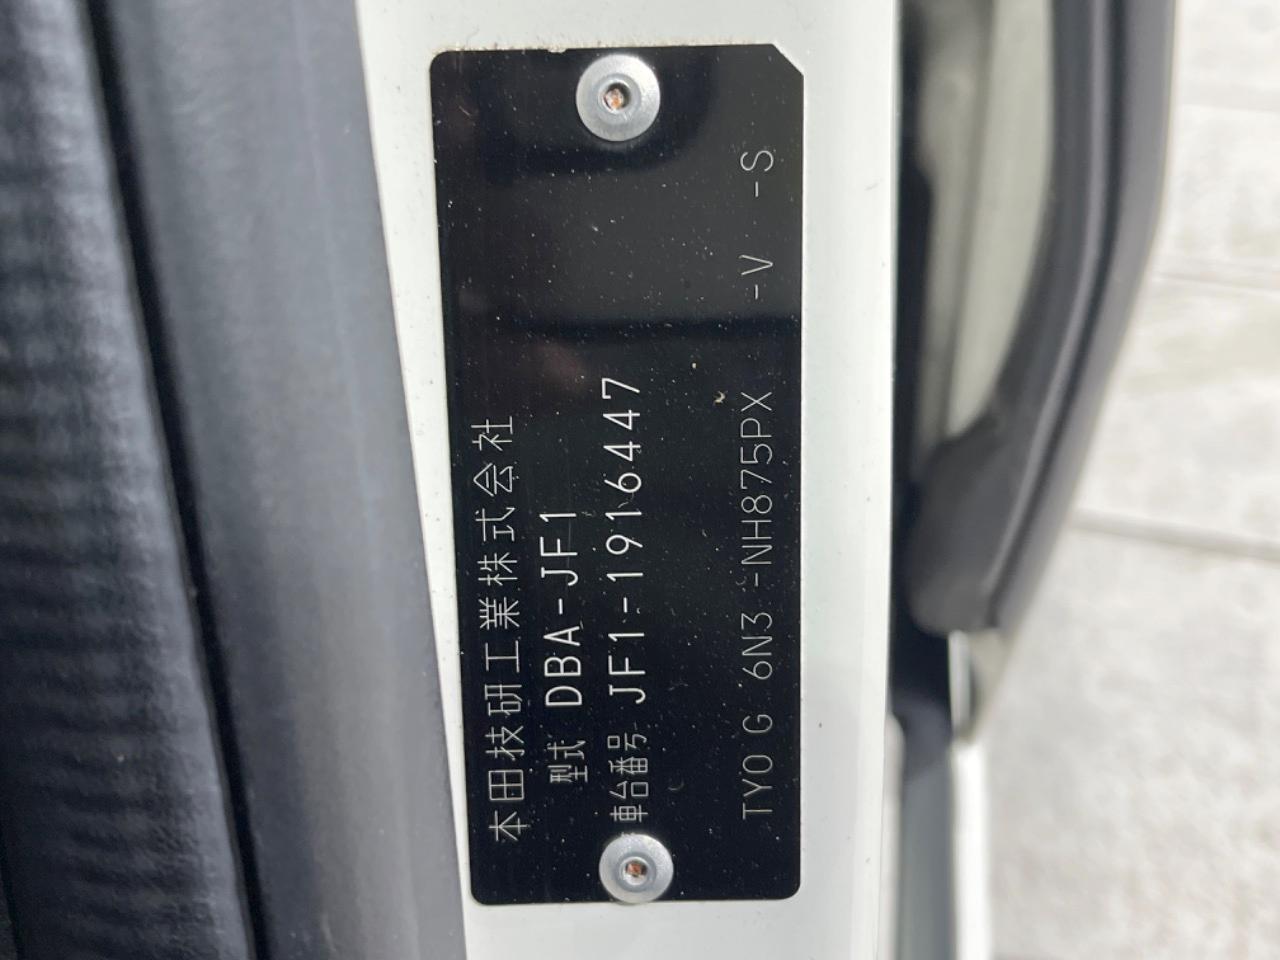 本田技研工業株式会社
型式 DBA-JF1
車台番号 JF1-1916447
TY0 G 6N3 -NH875PX -V -S